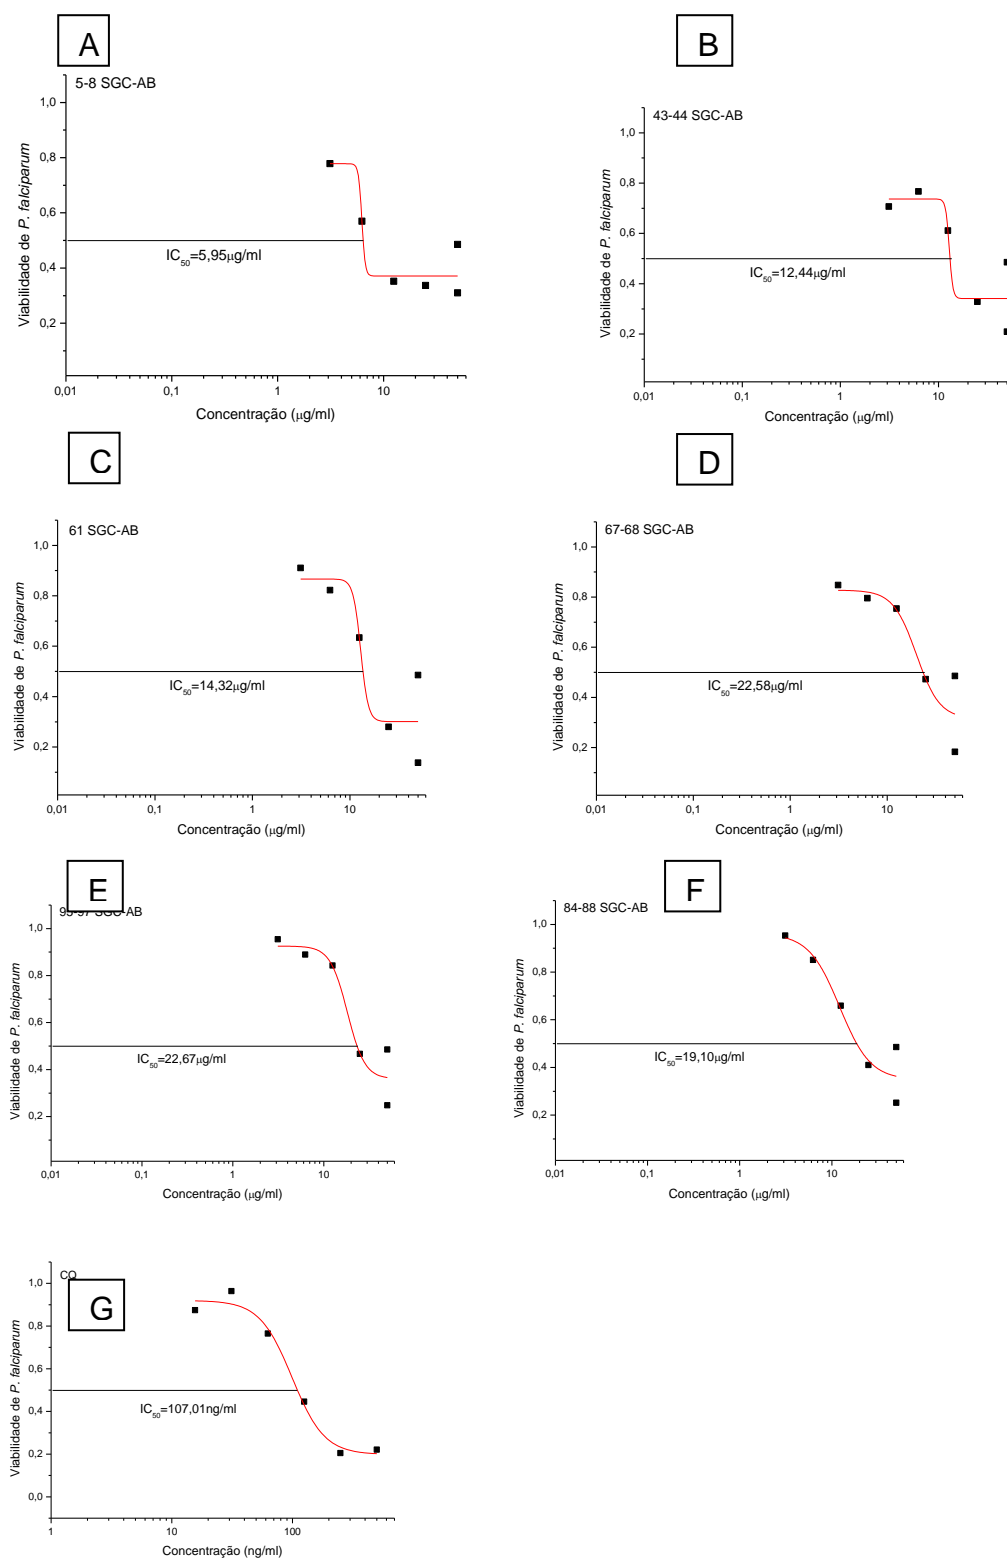 A
5-8 SGC-AB
1,0
0,8
0,6
0,4
0,2
Viabilidade de P. falciparum
IC50=5,95μg/ml
0,01 0,1 1 10
Concentração (μg/ml)
B
43-44 SGC-AB
1,0
0,8
0,6
0,4
0,2
Viabilidade de P. falciparum
IC50=12,44μg/ml
0,01 0,1 1 10
Concentração (μg/ml)
C
61 SGC-AB
1,0
0,8
0,6
0,4
0,2
Viabilidade de P. falciparum
IC50=14,32μg/ml
0,01 0,1 1 10
Concentração (μg/ml)
D
67-68 SGC-AB
1,0
0,8
0,6
0,4
0,2
Viabilidade de P. falciparum
IC50=22,58μg/ml
0,01 0,1 1 10
Concentração (μg/ml)
E
SGC-AB
1,0
0,8
0,6
0,4
0,2
Viabilidade de P. falciparum
IC50=22,67μg/ml
0,01 0,1 1 10
Concentração (μg/ml)
F
84-88 SGC-AB
1,0
0,8
0,6
0,4
0,2
Viabilidade de P. falciparum
IC50=19,10μg/ml
0,01 0,1 1 10
Concentração (μg/ml)
G
CQ
1,0
0,8
0,6
0,4
0,2
0,0
Viabilidade de P. falciparum
IC50=107,01ng/ml
1 10 100
Concentração (ng/ml)